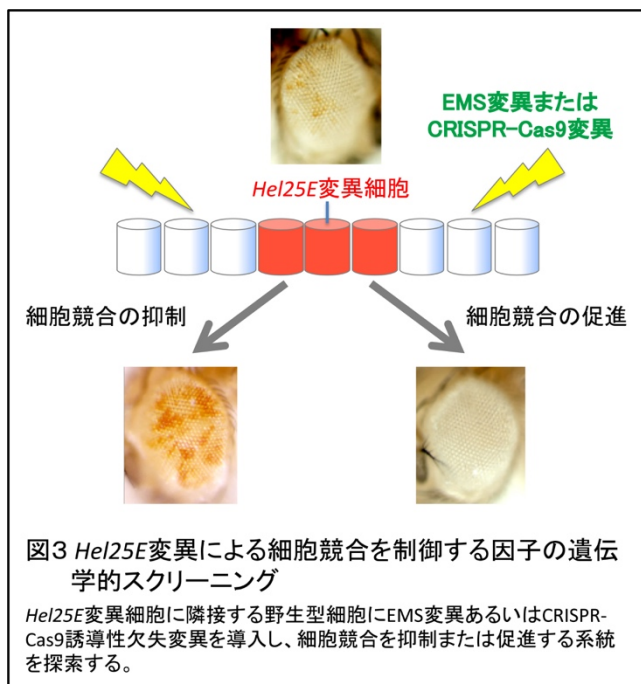 EMS変異または
CRISPR-Cas9変異
Hel25E変異細胞
細胞競合の抑制
細胞競合の促進
図3 Hel25E変異による細胞競合を制御する因子の遺伝
学的スクリーニング
Hel25E変異細胞に隣接する野生型細胞にEMS変異あるいはCRISPR-
Cas9誘導性欠失変異を導入し、細胞競合を抑制または促進する系統
を探索する。